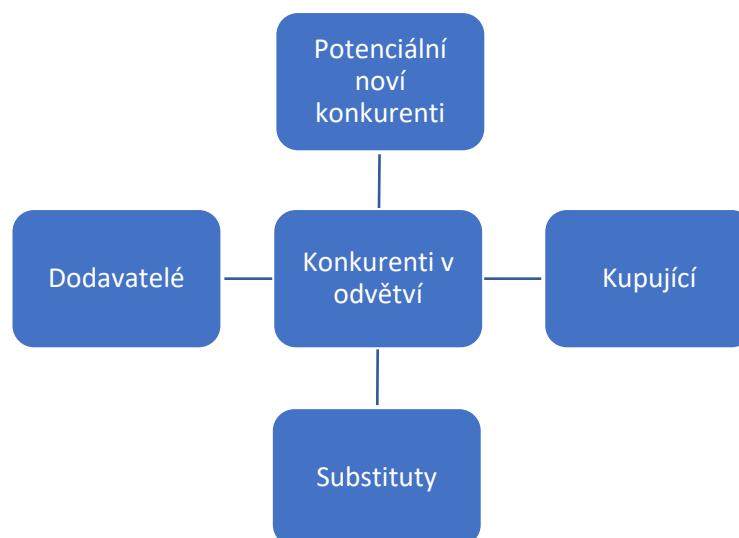 Potenciální
noví
konkurenti
Dodavatelé
Konkurenti v
odvětví
Kupující
Substituty